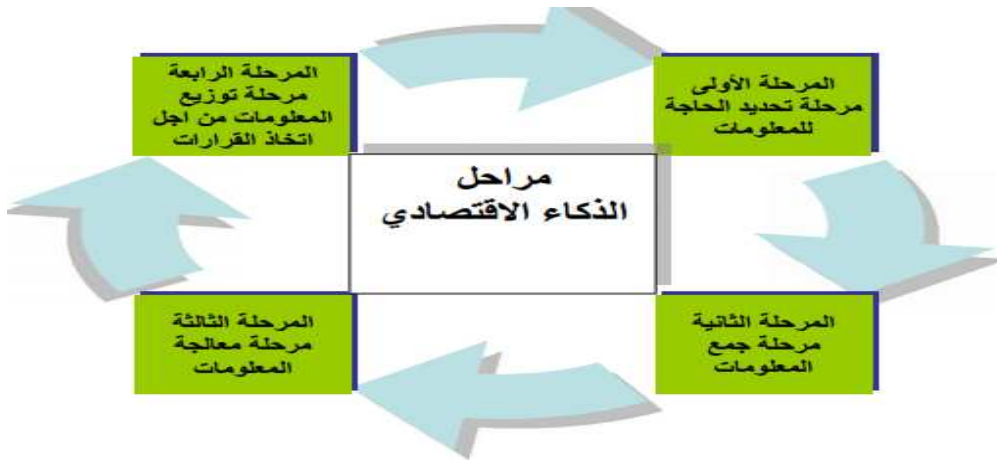 مراحل
الذكاء الاقتصادي
المرحلة الأولى
مرحلة تحديد الحاجة
للمعلومات
المرحلة الثانية
مرحلة جمع
المعلومات
المرحلة الثالثة
مرحلة معالجة
المعلومات
المرحلة الرابعة
مرحلة توزيع
المعلومات من اجل
اتخاذ القرارات